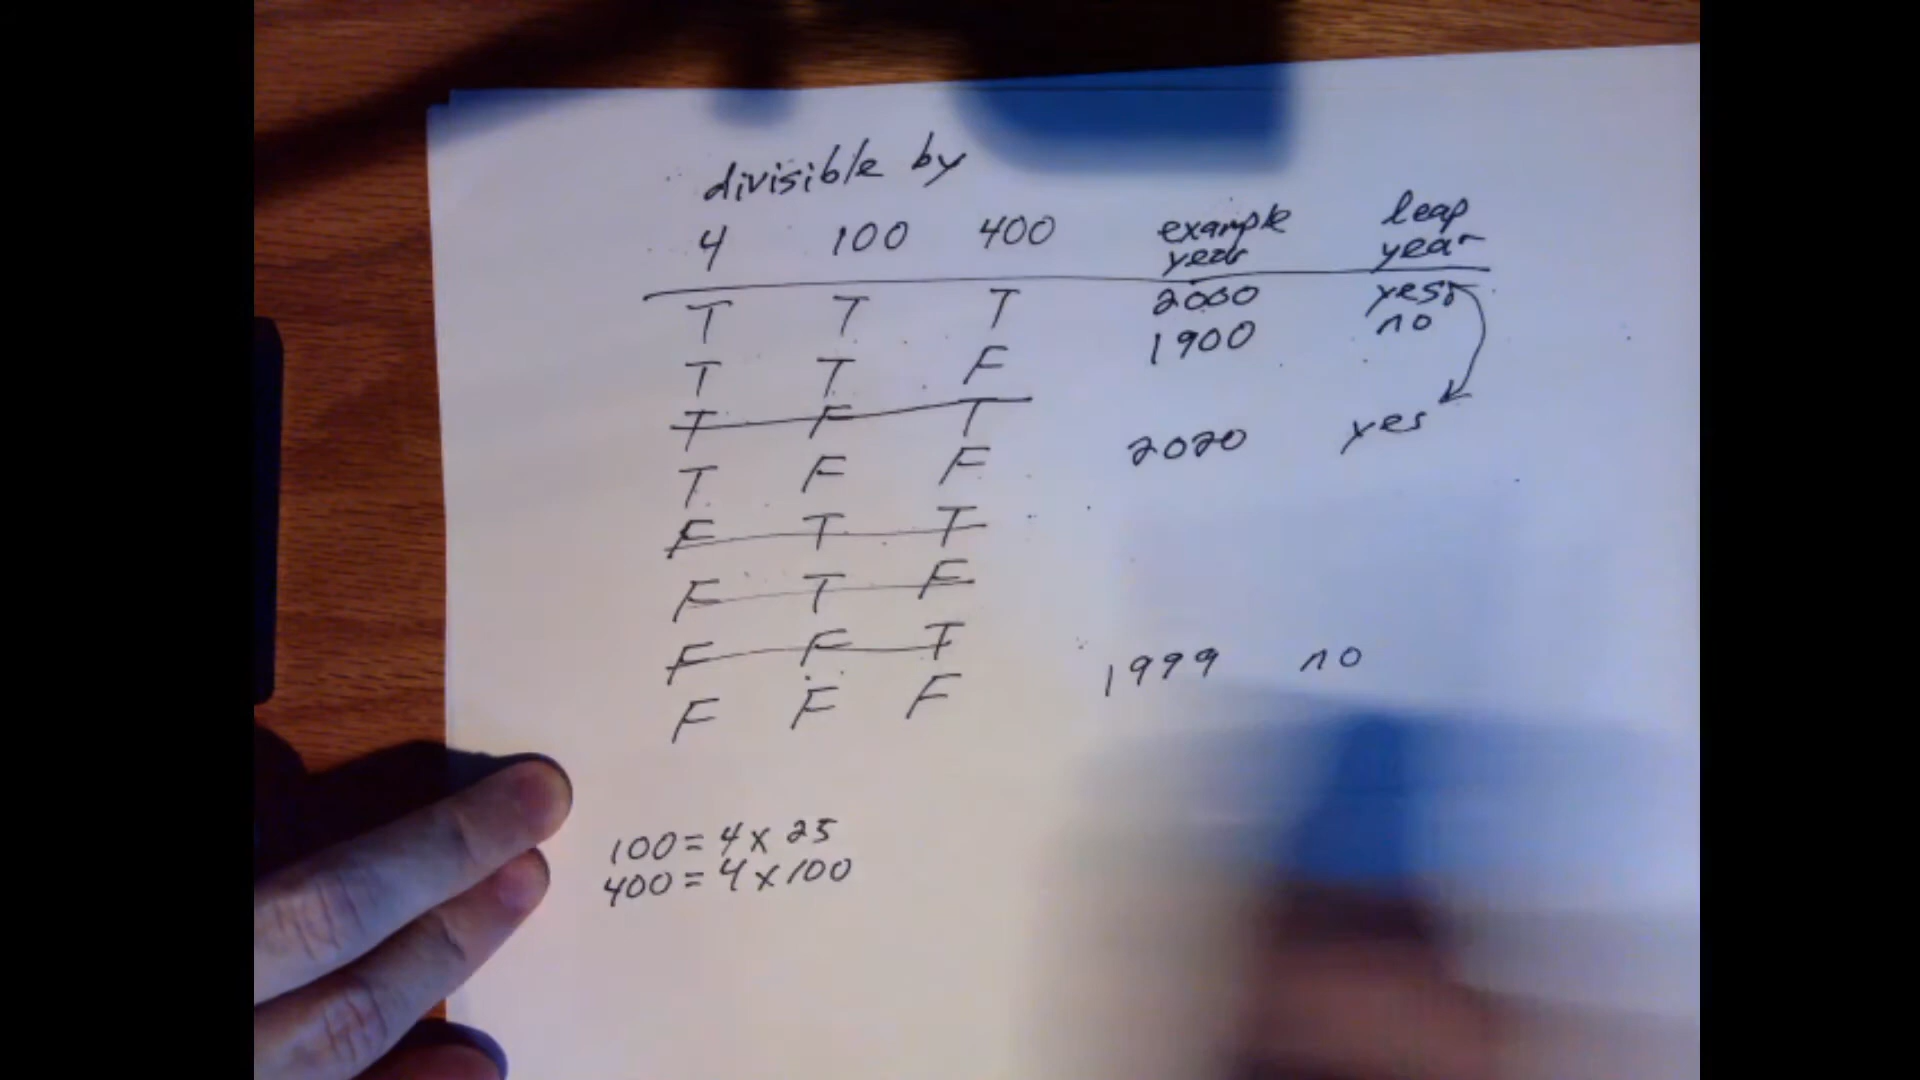 divisible by
4 100 400 example year leap year
T T T 2000 yes
T T F 1900 no
T F T
T F F 2020 yes
F T T
F T F
F F T
F F F 1999 no
100 = 4 x 25
400 = 4 x 100